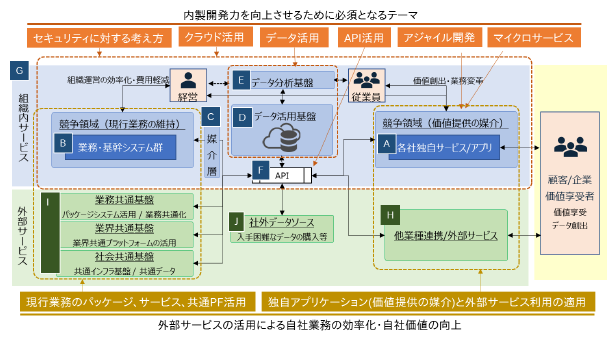 内製開発力を向上させるために必須となるテーマ
セキュリティに対する考え方
クラウド活用
データ活用
API活用
アジャイル開発
マイクロサービス
G
組織内サービス
組織運営の効率化・費用軽減
経営
E
データ分析基盤
従業員
価値創出・業務変革
競争領域（現行業務の維持）
B
業務・基幹システム群
C
媒介層
D
データ活用基盤
競争領域（価値提供の媒介）
A
各社独自サービス/アプリ
F
API
顧客/企業
価値享受者
価値享受
データ創出
外部サービス
I
業務共通基盤
パッケージシステム活用 / 業務共通化
業界共通基盤
業界共通プラットフォームの活用
社会共通基盤
共通インフラ基盤 / 共通データ
J
社外データソース
入手困難なデータの購入等
H
他業種連携/外部サービス
現行業務のパッケージ、サービス、共通PF活用
独自アプリケーション(価値提供の媒介)と外部サービス利用の適用
外部サービスの活用による自社業務の効率化・自社価値の向上